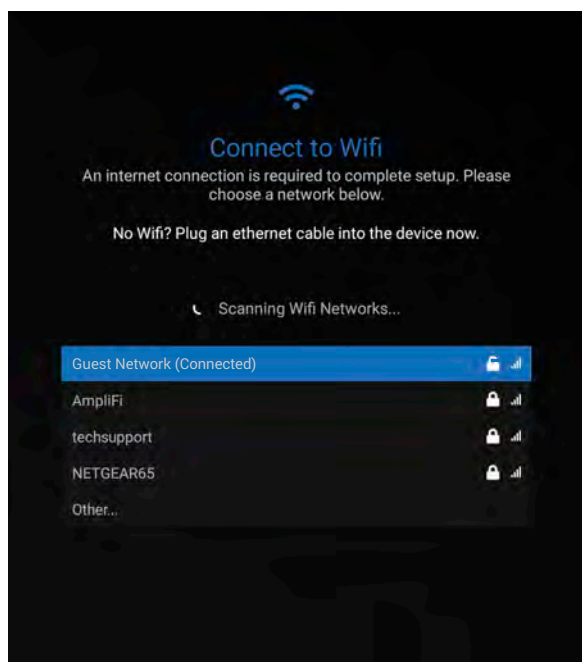 Connect to Wifi
An internet connection is required to complete setup. Please
choose a network below.
No Wifi? Plug an ethernet cable into the device now.
Scanning Wifi Networks...
Guest Network (Connected)
AmpliFi
techsupport
NETGEAR65
Other...